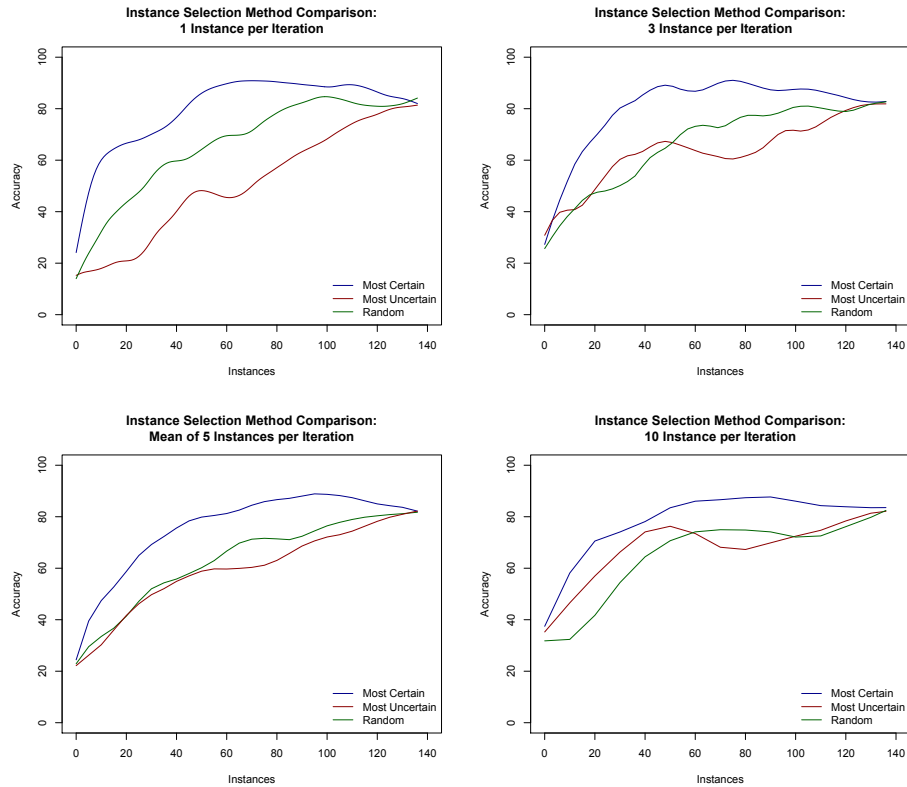 Instance Selection Method Comparison:
1 Instance per Iteration
100
80
60
40
20
0
Accuracy
Most Certain
Most Uncertain
Random
0 20 40 60 80 100 120 140
Instances
Instance Selection Method Comparison:
3 Instance per Iteration
100
80
60
40
20
0
Accuracy
Most Certain
Most Uncertain
Random
0 20 40 60 80 100 120 140
Instances
Instance Selection Method Comparison:
Mean of 5 Instances per Iteration
100
80
60
40
20
0
Accuracy
Most Certain
Most Uncertain
Random
0 20 40 60 80 100 120 140
Instances
Instance Selection Method Comparison:
10 Instance per Iteration
100
80
60
40
20
0
Accuracy
Most Certain
Most Uncertain
Random
0 20 40 60 80 100 120 140
Instances